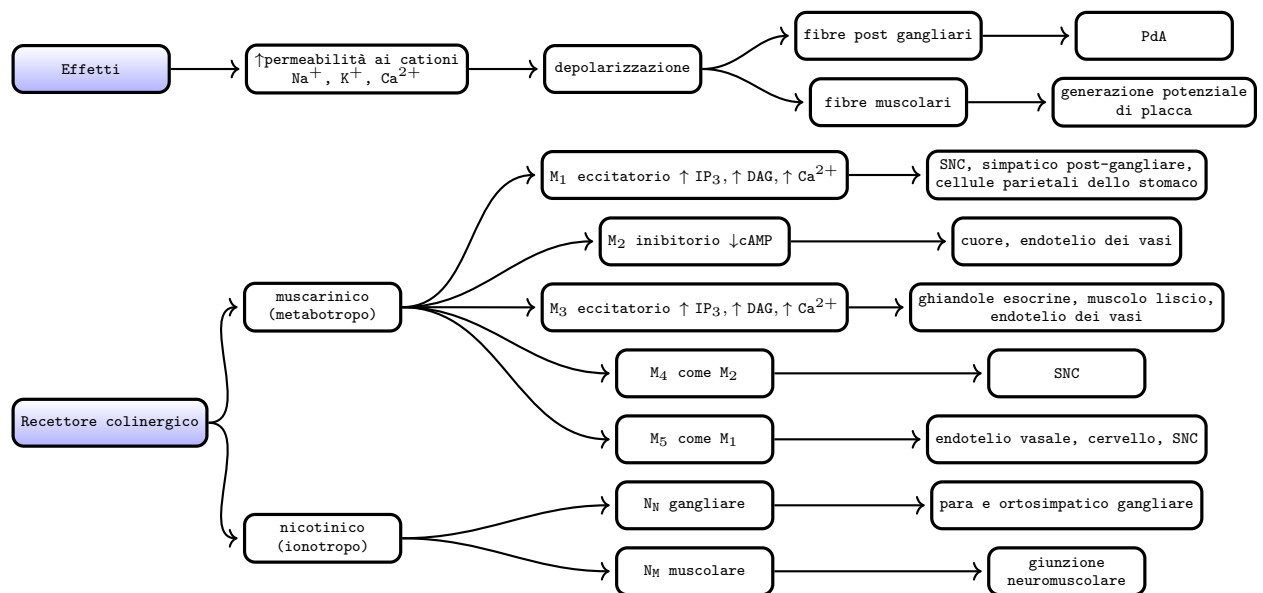 Effetti
↑permeabilità ai cationi
Na⁺, K⁺, Ca²⁺
depolarizzazione
fibre post gangliari
PdA
fibre muscolari
generazione potenziale
di placca
Recettore colinergico
muscarinico
(metabotropo)
M₁ eccitatorio ↑ IP₃, ↑ DAG, ↑ Ca²⁺
SNC, simpatico post-gangliare,
cellule parietali dello stomaco
M₂ inibitorio ↓cAMP
cuore, endotelio dei vasi
M₃ eccitatorio ↑ IP₃, ↑ DAG, ↑ Ca²⁺
ghiandole esocrine, muscolo liscio,
endotelio dei vasi
M₄ come M₂
SNC
M₅ come M₁
endotelio vasale, cervello, SNC
nicotinico
(ionotropo)
N_N gangliare
para e ortosimpatico gangliare
N_M muscolare
giunzione
neuromuscolare